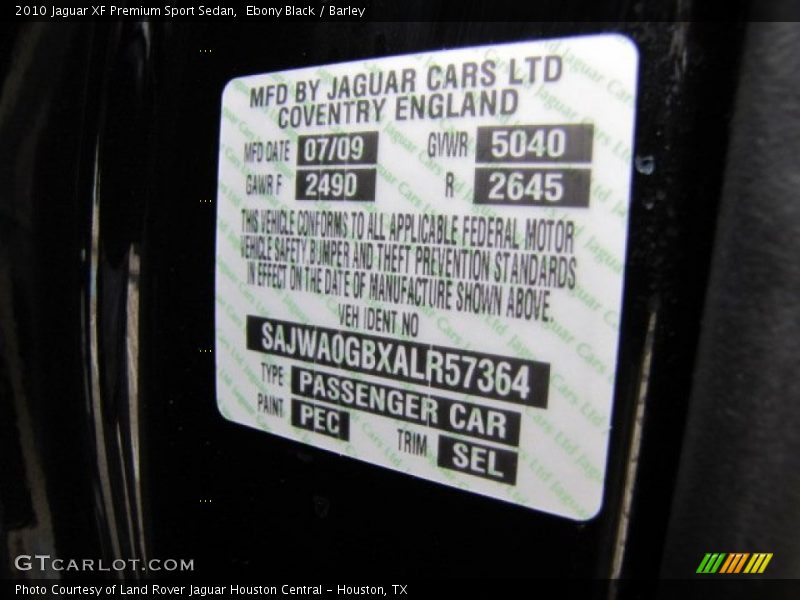 2010 Jaguar XF Premium Sport Sedan,  Ebony Black / Barley
MFD BY JAGUAR CARS LTD
COVENTRY ENGLAND
MFD DATE 07/09 GVWR 5040
GAWR F 2490 R 2645
THIS VEHICLE CONFORMS TO ALL APPLICABLE FEDERAL MOTOR
VEHICLE SAFETY, BUMPER AND THEFT PREVENTION STANDARDS
IN EFFECT ON THE DATE OF MANUFACTURE SHOWN ABOVE.
VEH IDENT NO
SAJWA0GBXALR57364
TYPE PASSENGER CAR
PAINT PEC TRIM SEL
GTCARLOT.COM
Photo Courtesy of Land Rover Jaguar Houston Central - Houston, TX